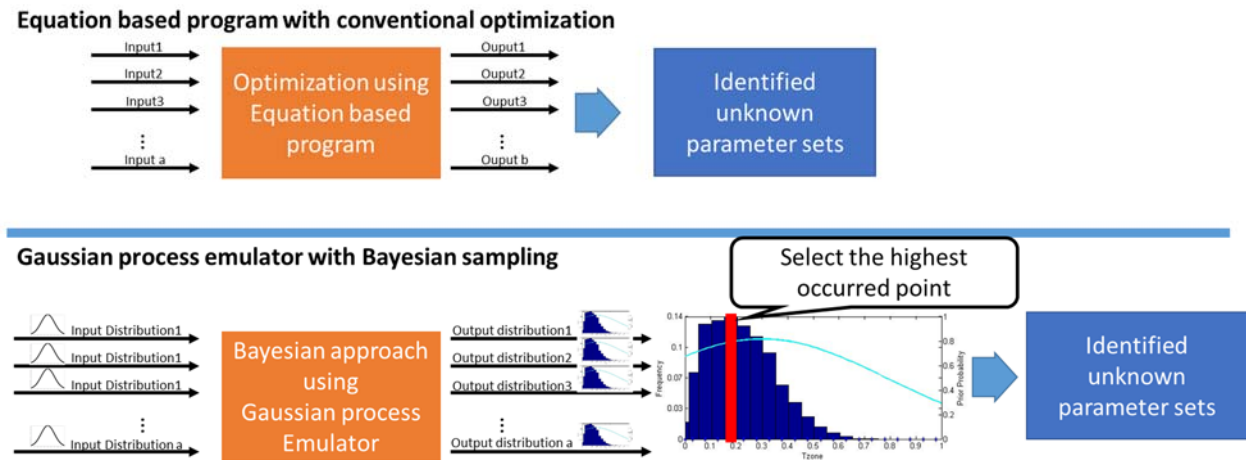 Equation based program with conventional optimization
Input1
Input2
Input3
⋮
Input a
Optimization using
Equation based
program
Ouput1
Ouput2
Ouput3
⋮
Ouput b
Identified
unknown
parameter sets
Gaussian process emulator with Bayesian sampling
Select the highest
occurred point
Input Distribution1
Input Distribution1
Input Distribution1
⋮
Input Distribution a
Bayesian approach
using
Gaussian process
Emulator
Output distribution1
Output distribution2
Output distribution3
⋮
Output distribution a
0.14
0.1
0.07
0.03
0
Frequency
0 0.1 0.2 0.3 0.4 0.5 0.6 0.7 0.8 0.9 1
Tzone
1
0.8
0.6
0.4
0.2
0
Prior Probability
Identified
unknown
parameter sets